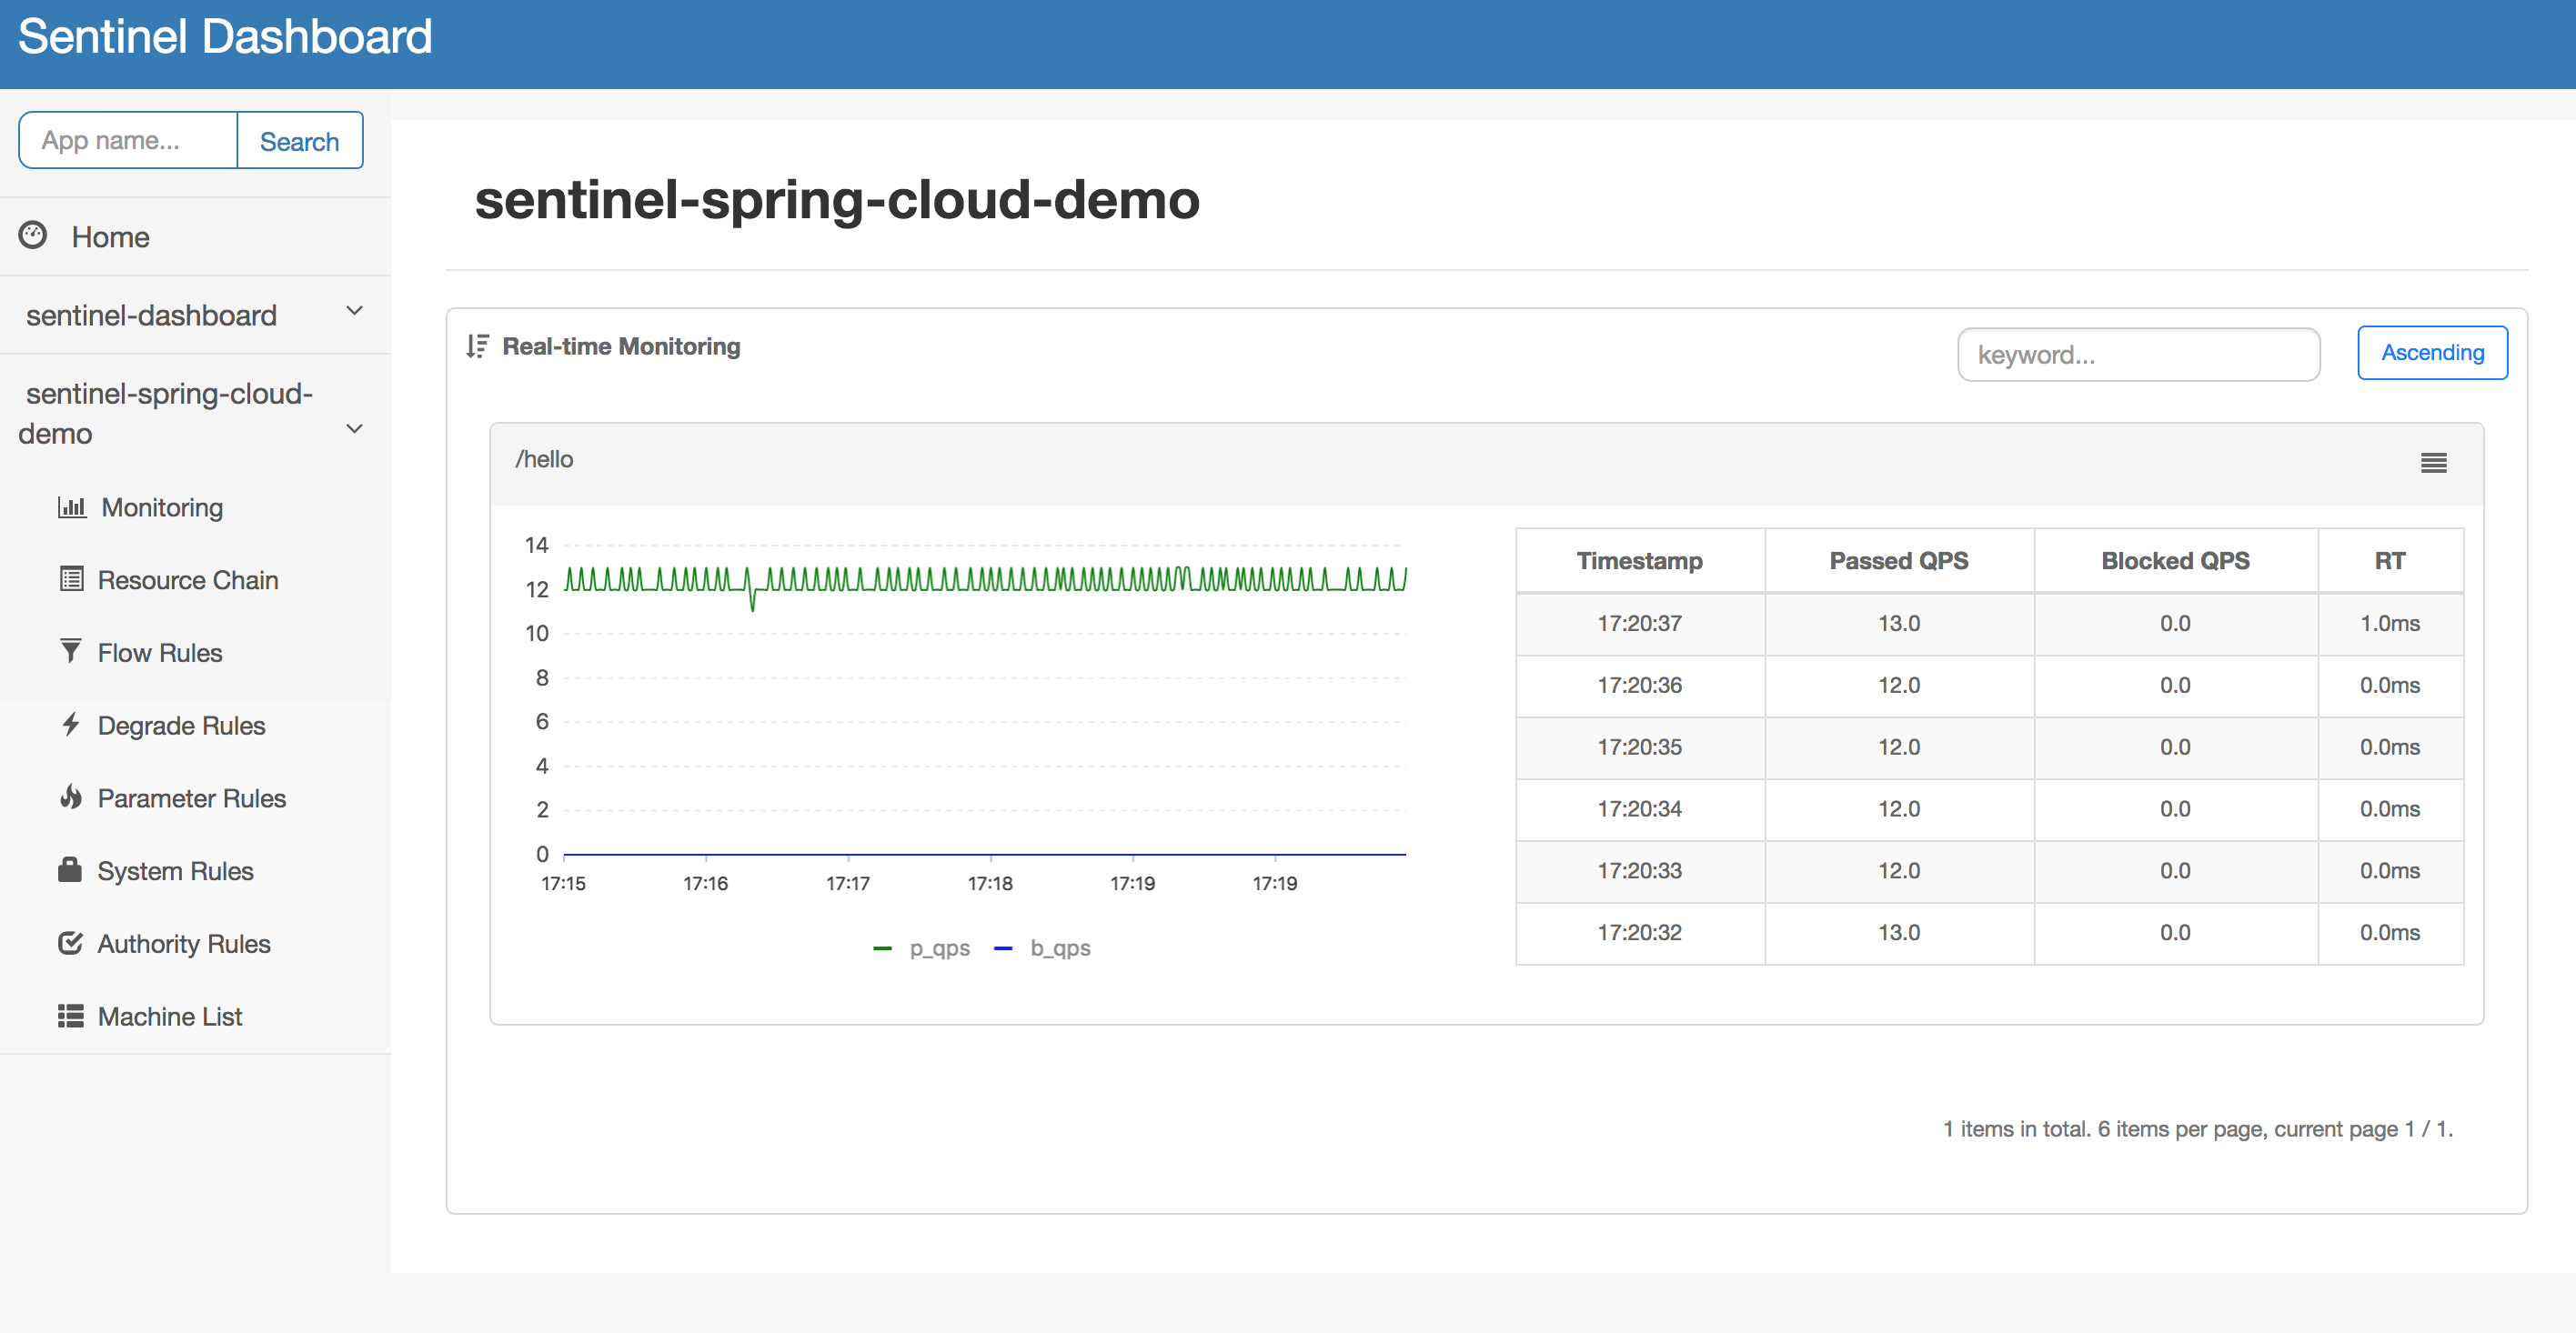 Sentinel Dashboard
App name...
Search
Home
sentinel-dashboard
sentinel-spring-cloud-
demo
Monitoring
Resource Chain
Flow Rules
Degrade Rules
Parameter Rules
System Rules
Authority Rules
Machine List
sentinel-spring-cloud-demo
Real-time Monitoring
keyword...
Ascending
/hello
14
12
10
8
6
4
2
0
17:15 17:16 17:17 17:18 17:19 17:19
p_qps b_qps
Timestamp Passed QPS Blocked QPS RT
17:20:37 13.0 0.0 1.0ms
17:20:36 12.0 0.0 0.0ms
17:20:35 12.0 0.0 0.0ms
17:20:34 12.0 0.0 0.0ms
17:20:33 12.0 0.0 0.0ms
17:20:32 13.0 0.0 0.0ms
1 items in total. 6 items per page, current page 1 / 1.